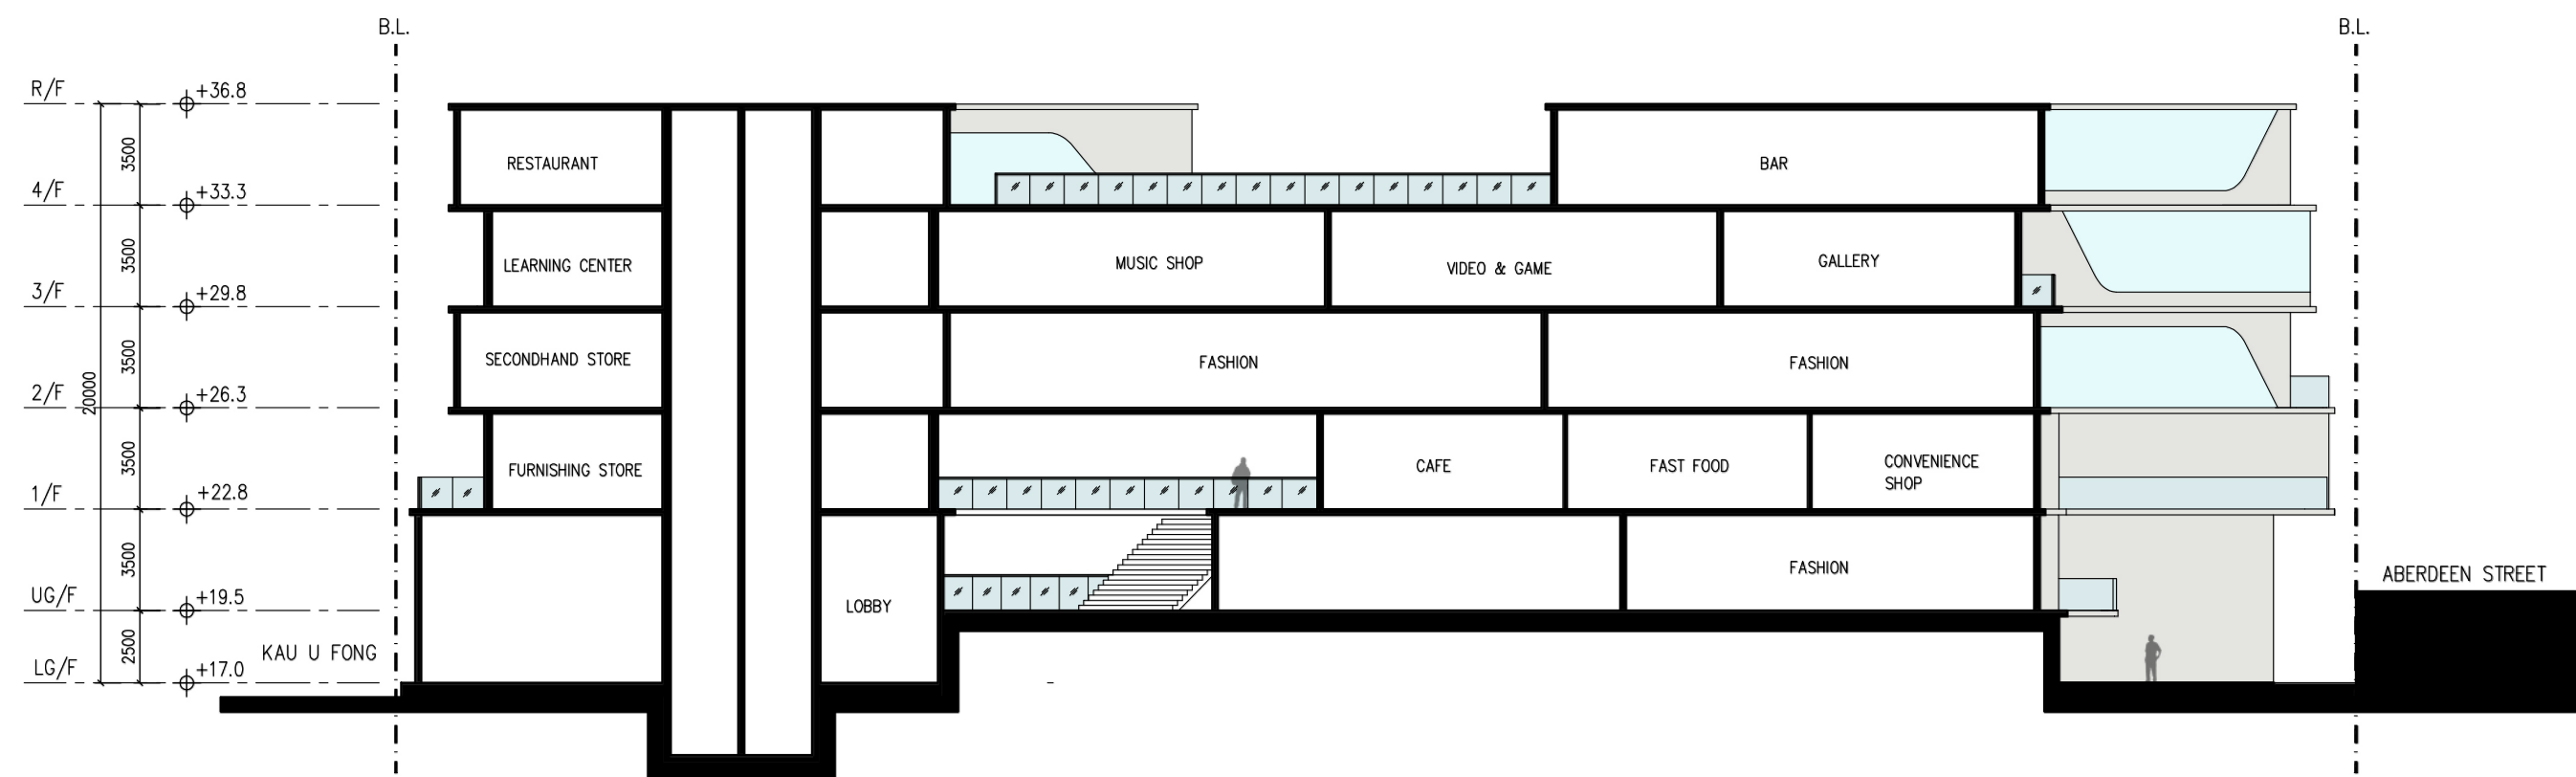 B.L.
B.L.
R/F
+36.8
3500
RESTAURANT
BAR
4/F
+33.3
3500
LEARNING CENTER
MUSIC SHOP
VIDEO & GAME
GALLERY
3/F
+29.8
3500
SECONDHAND STORE
FASHION
FASHION
2/F
20000
+26.3
3500
FURNISHING STORE
CAFE
FAST FOOD
CONVENIENCE
SHOP
1/F
+22.8
3500
FASHION
ABERDEEN STREET
UG/F
+19.5
LOBBY
2500
KAU U FONG
LG/F
+17.0